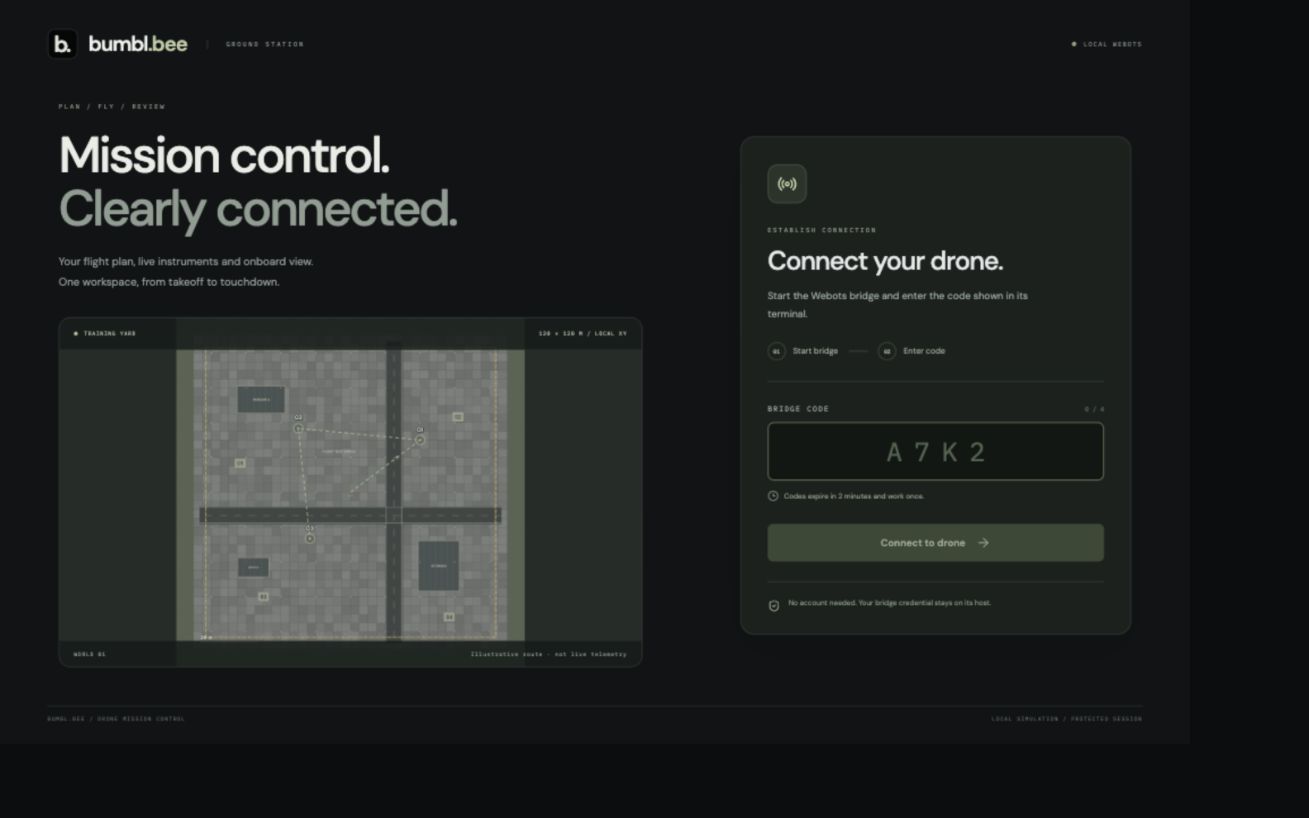 b. bumbl.bee
GROUND STATION
LOCAL WEBOTS
PLAN / FLY / REVIEW
Mission control.
Clearly connected.
Your flight plan, live instruments and onboard view.
One workspace, from takeoff to touchdown.
TRAINING YARD
120 × 120 M / LOCAL XY
02
01
03
20 m
WORLD 01
Illustrative route · not live telemetry
ESTABLISH CONNECTION
Connect your drone.
Start the Webots bridge and enter the code shown in its
terminal.
01 Start bridge
02 Enter code
BRIDGE CODE
0 / 4
A7K2
Codes expire in 2 minutes and work once.
Connect to drone
No account needed. Your bridge credential stays on its host.
BUMBL.BEE / DRONE MISSION CONTROL
LOCAL SIMULATION / PROTECTED SESSION